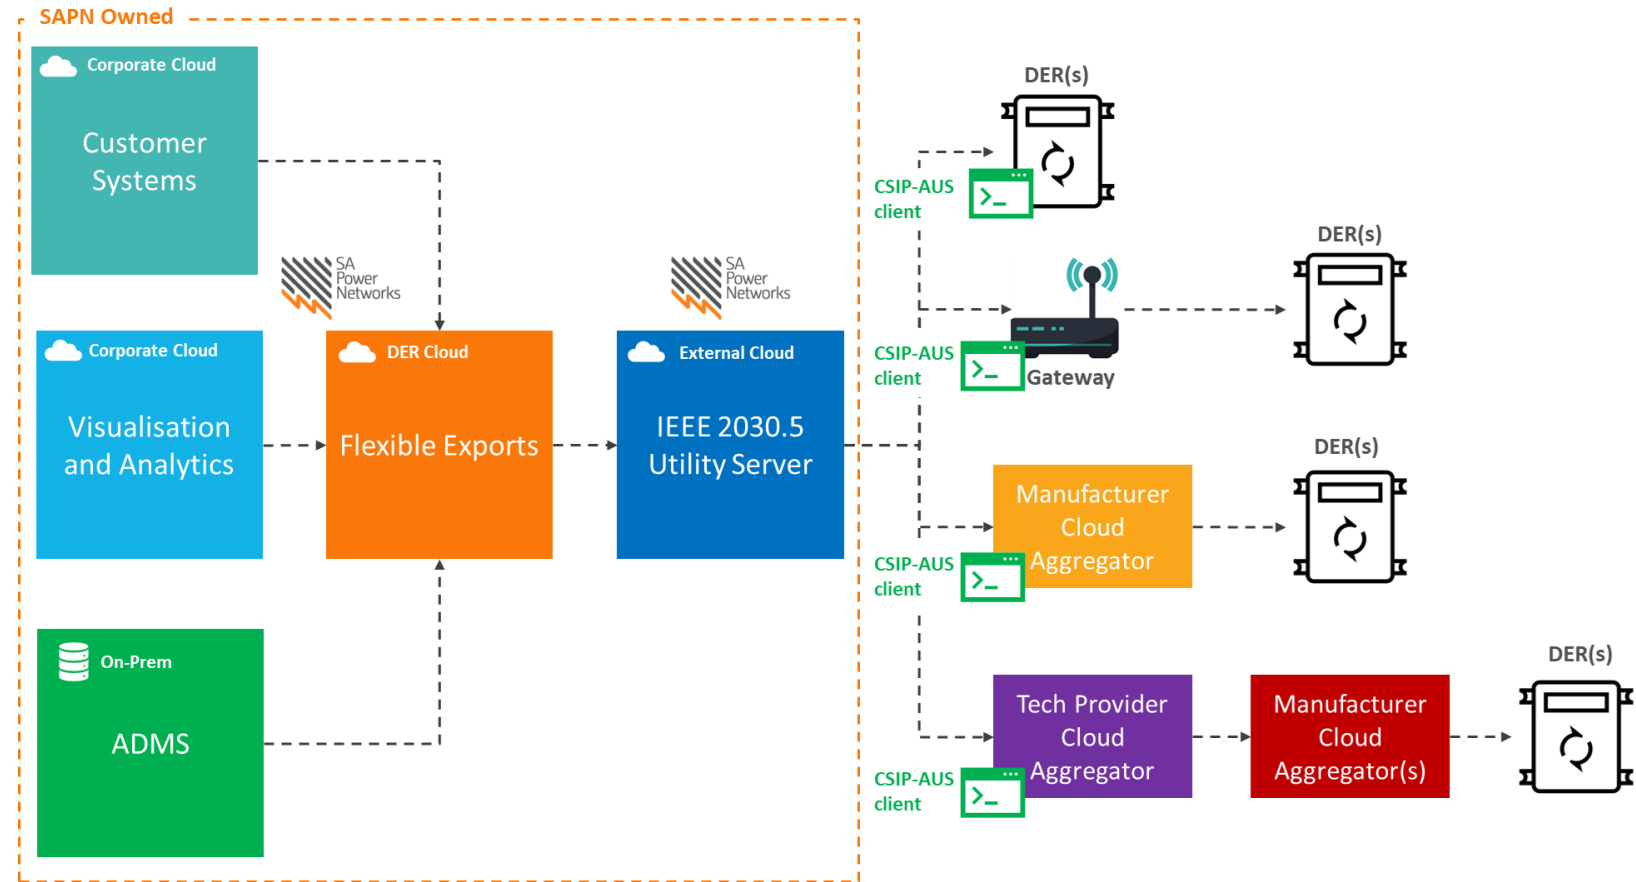 SAPN Owned
Corporate Cloud
Customer
Systems
SA
Power
Networks
SA
Power
Networks
Corporate Cloud
Visualisation
and Analytics
DER Cloud
Flexible Exports
External Cloud
IEEE 2030.5
Utility Server
On-Prem
ADMS
DER(s)
CSIP-AUS
client
DER(s)
CSIP-AUS
client
Gateway
DER(s)
Manufacturer
Cloud
Aggregator
CSIP-AUS
client
DER(s)
Tech Provider
Cloud
Aggregator
Manufacturer
Cloud
Aggregator(s)
CSIP-AUS
client